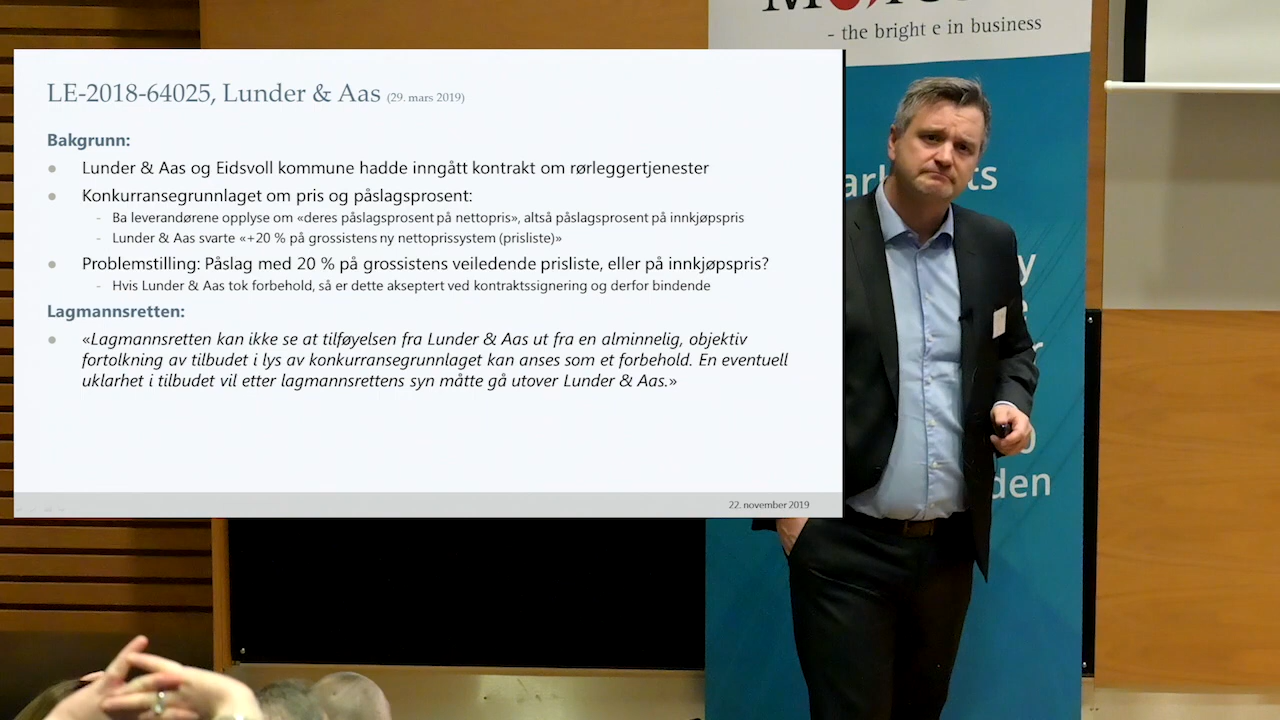 - the bright e in business
LE-2018-64025, Lunder & Aas (29. mars 2019)
Bakgrunn:
Lunder & Aas og Eidsvoll kommune hadde inngått kontrakt om rørleggertjenester
Konkurransegrunnlaget om pris og påslagsprosent:
- Ba leverandørene opplyse om «deres påslagsprosent på nettopris», altså påslagsprosent på innkjøpspris
- Lunder & Aas svarte «+20 % på grossistens ny nettoprissystem (prisliste)»
Problemstilling: Påslag med 20 % på grossistens veiledende prisliste, eller på innkjøpspris?
- Hvis Lunder & Aas tok forbehold, så er dette akseptert ved kontraktssignering og derfor bindende
Lagmannsretten:
«Lagmannsretten kan ikke se at tilføyelsen fra Lunder & Aas ut fra en alminnelig, objektiv
fortolkning av tilbudet i lys av konkurransegrunnlaget kan anses som et forbehold. En eventuell
uklarhet i tilbudet vil etter lagmannsrettens syn måtte gå utover Lunder & Aas.»
22. november 2019